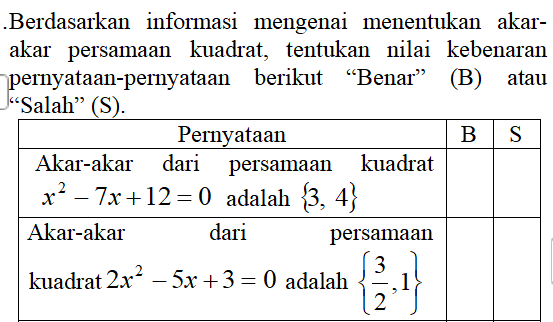 .Berdasarkan informasi mengenai menentukan akar-
akar persamaan kuadrat, tentukan nilai kebenaran
pernyataan-pernyataan berikut “Benar” (B) atau
“Salah” (S).
Pernyataan B S
Akar-akar dari persamaan kuadrat
x² − 7x + 12 = 0 adalah {3, 4}
Akar-akar dari persamaan
kuadrat 2x² − 5x + 3 = 0 adalah {3/2, 1}